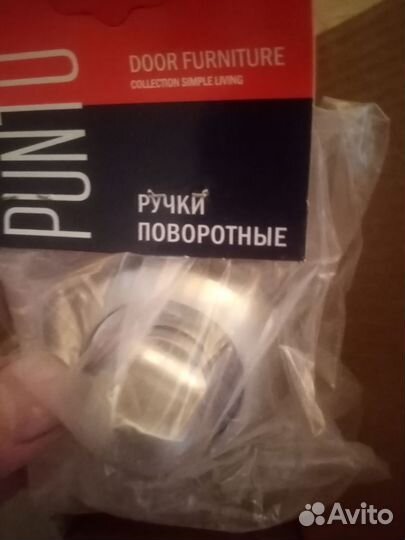 PUNTO
DOOR FURNITURE
COLLECTION SIMPLE LIVING
РУЧКИ
ПОВОРОТНЫЕ
Avito